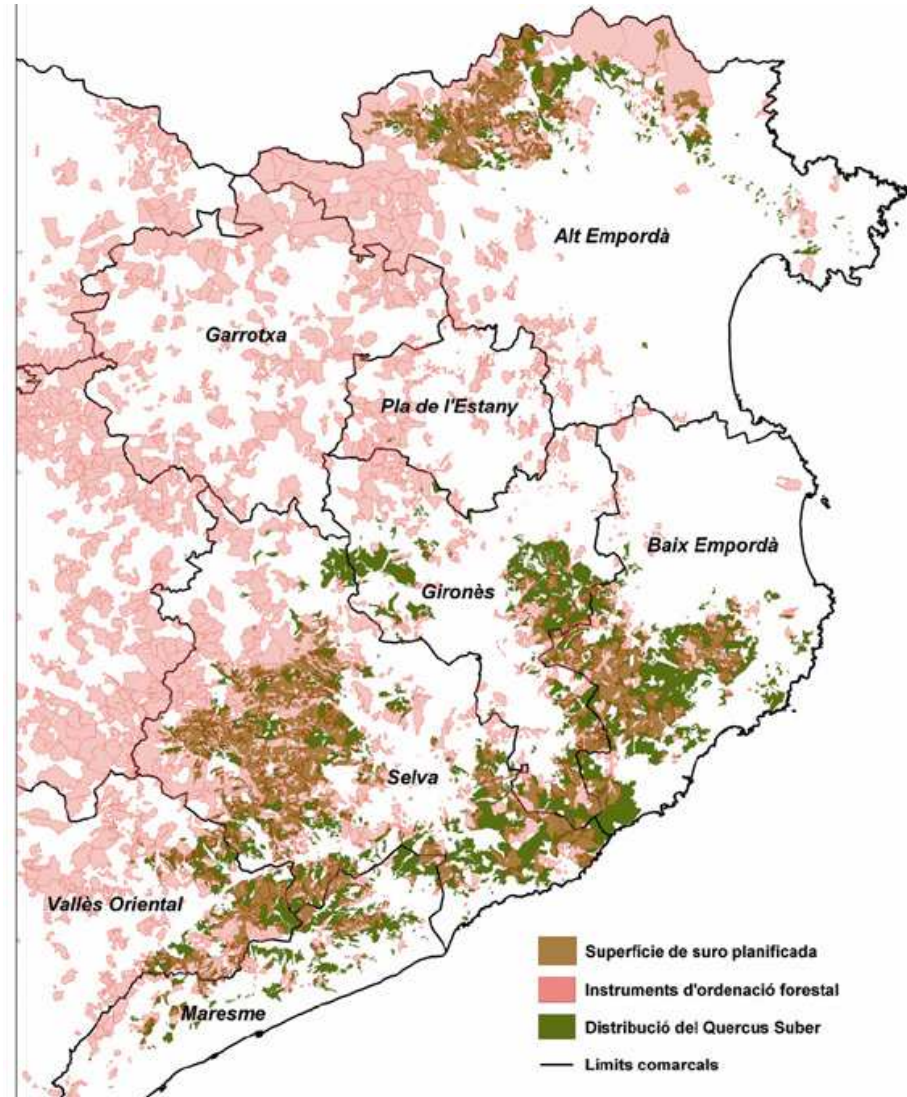 Alt Empordà
Garrotxa
Pla de l'Estany
Baix Empordà
Gironès
Selva
Vallès Oriental
Maresme
Superfície de suro planificada
Instruments d'ordenació forestal
Distribució del Quercus Suber
Límits comarcals